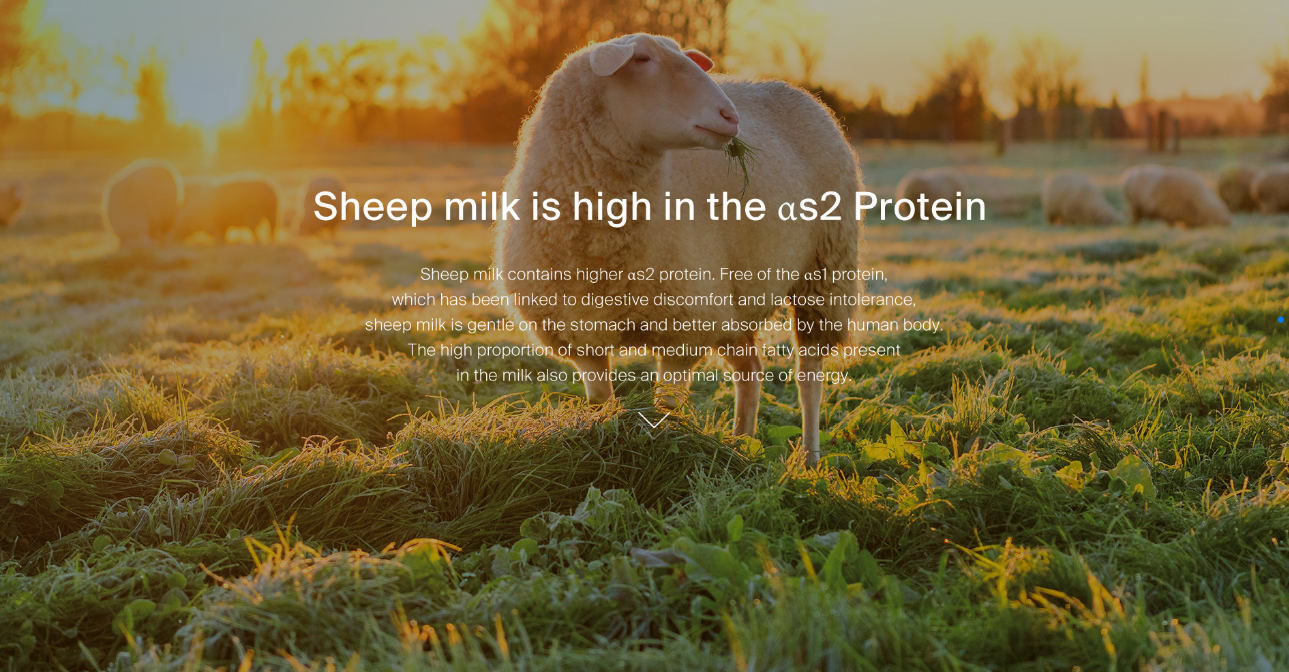 Sheep milk is high in the αs2 Protein
Sheep milk contains higher αs2 protein. Free of the αs1 protein,
which has been linked to digestive discomfort and lactose intolerance,
sheep milk is gentle on the stomach and better absorbed by the human body.
The high proportion of short and medium chain fatty acids present
in the milk also provides an optimal source of energy.